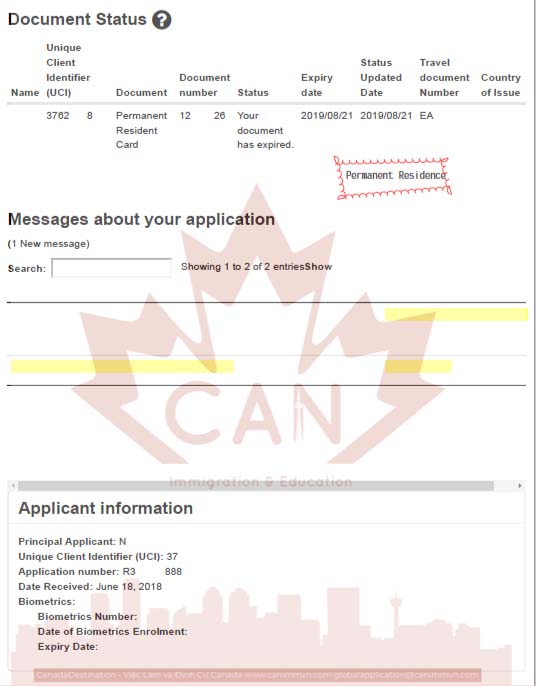 Document Status ?
Unique
Client Status Travel
Identifier Document Expiry Updated document Country
Name (UCI) Document number Status date Date Number of Issue
3762 8 Permanent 12 26 Your 2019/08/21 2019/08/21 EA
Resident document
Card has expired.
Permanent Residence
Messages about your application
(1 New message)
Search: Showing 1 to 2 of 2 entriesShow
CAN
Immigration & Education
Applicant information
Principal Applicant: N
Unique Client Identifier (UCI): 37
Application number: R3 888
Date Received: June 18, 2018
Biometrics:
Biometrics Number:
Date of Biometrics Enrolment:
Expiry Date:
CanadaDestination - Việc Làm và Định Cư Canada www.canimmvn.com/globalapplication@canimmvn.com